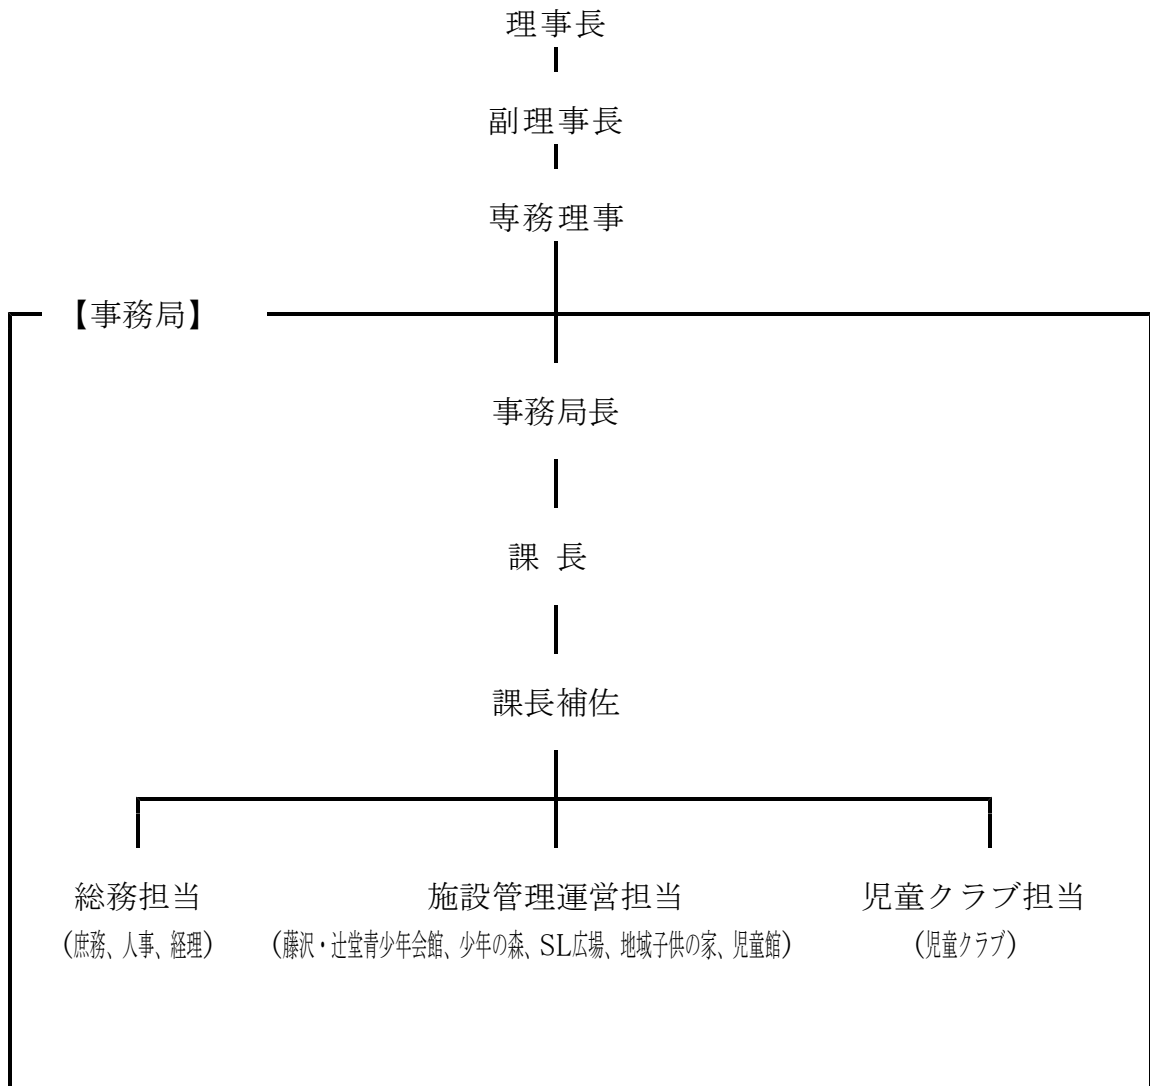 理事長
副理事長
専務理事
【事務局】
事務局長
課 長
課長補佐
総務担当 施設管理運営担当 児童クラブ担当
（庶務、人事、経理） （藤沢・辻堂青少年会館、少年の森、SL広場、地域子供の家、児童館） （児童クラブ）